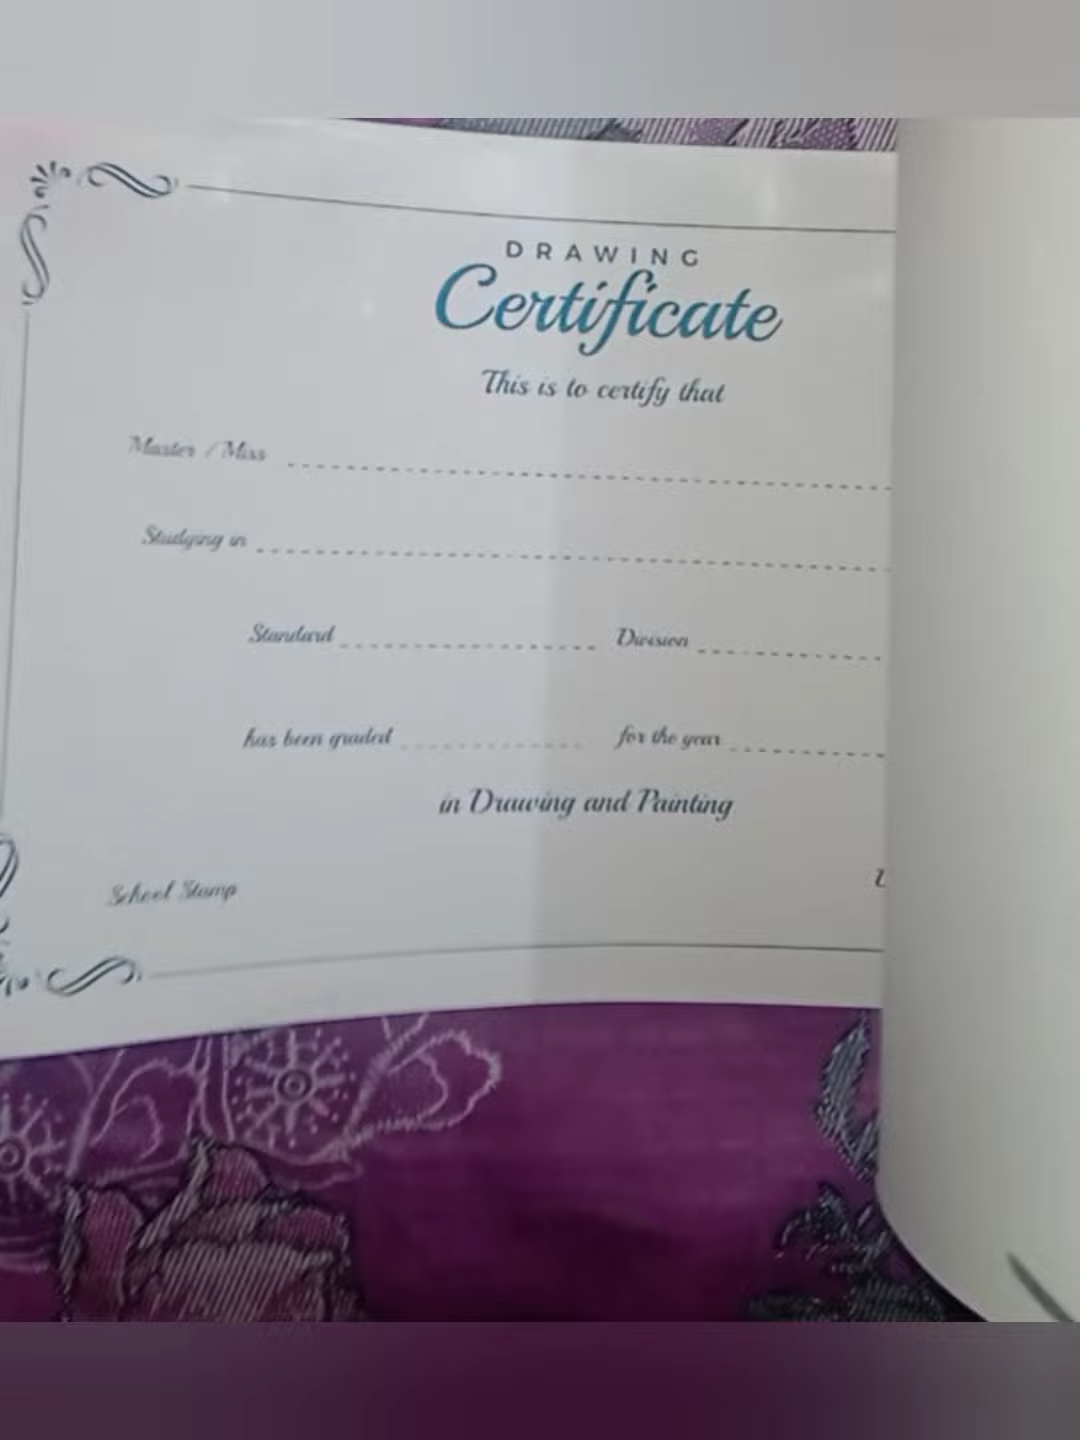 DRAWING
Certificate
This is to certify that
Master / Miss
Studying in
Standard Division
has been graded for the year
in Drawing and Painting
School Stamp